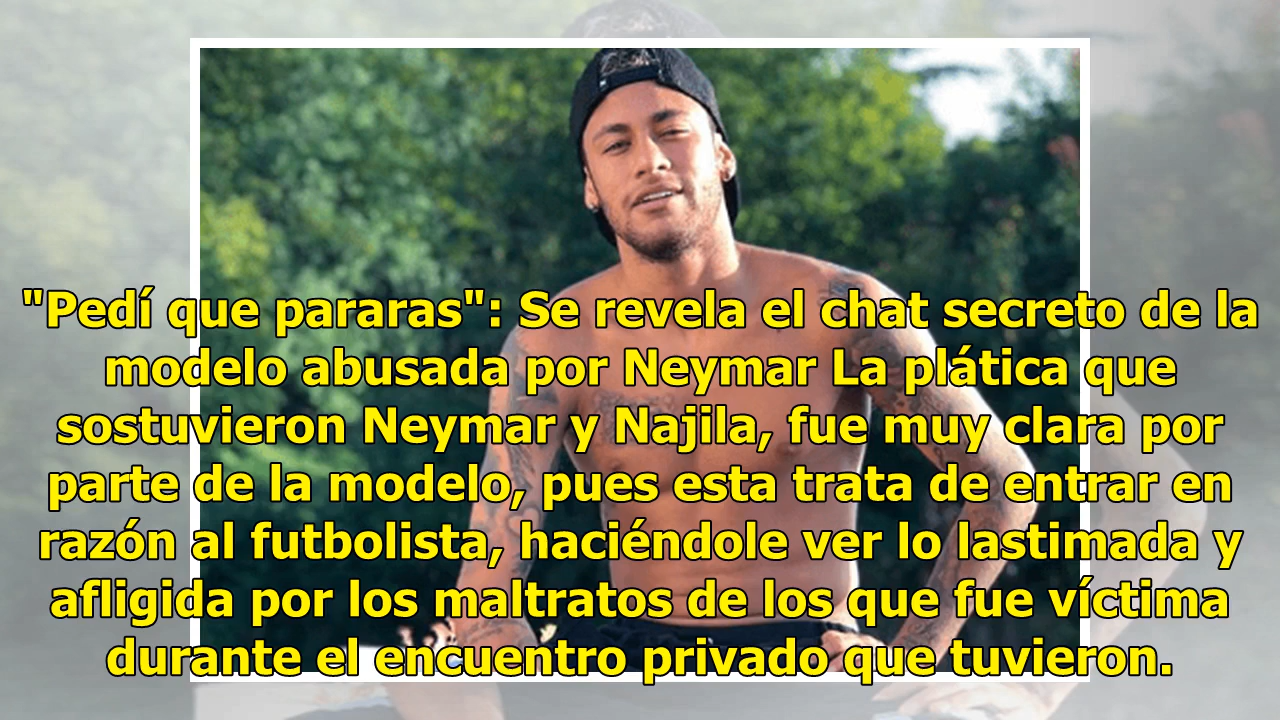 "Pedí que pararas": Se revela el chat secreto de la
modelo abusada por Neymar La plática que
sostuvieron Neymar y Najila, fue muy clara por
parte de la modelo, pues esta trata de entrar en
razón al futbolista, haciéndole ver lo lastimada y
afligida por los maltratos de los que fue víctima
durante el encuentro privado que tuvieron.